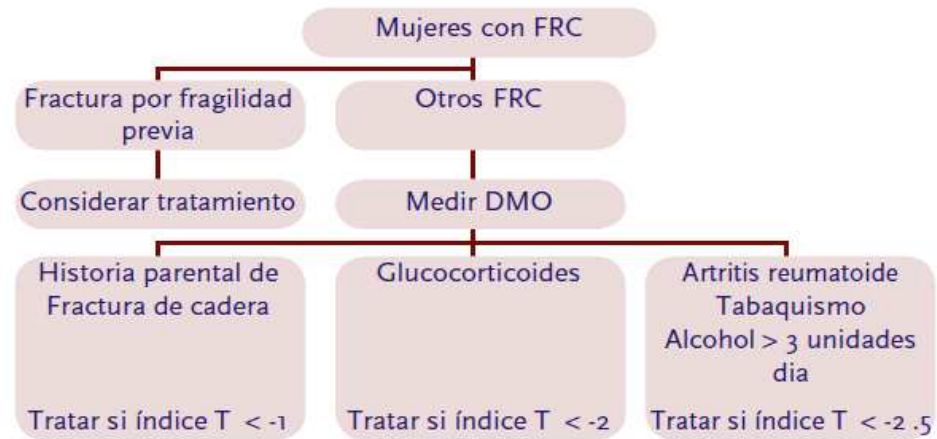 Mujeres con FRC
Fractura por fragilidad
previa
Otros FRC
Considerar tratamiento
Medir DMO
Historia parental de
Fractura de cadera
Tratar si índice T < -1
Glucocorticoides
Tratar si índice T < -2
Artritis reumatoide
Tabaquismo
Alcohol > 3 unidades
dia
Tratar si índice T < -2 .5